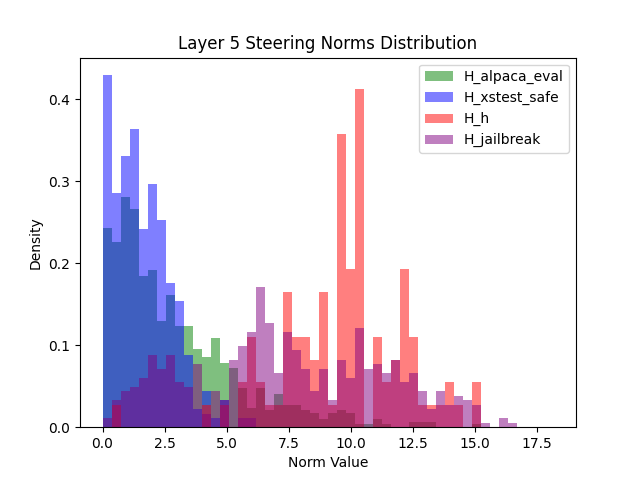 Layer 5 Steering Norms Distribution
H_alpaca_eval
H_xstest_safe
H_h
H_jailbreak
Density
0.4
0.3
0.2
0.1
0.0
0.0 2.5 5.0 7.5 10.0 12.5 15.0 17.5
Norm Value